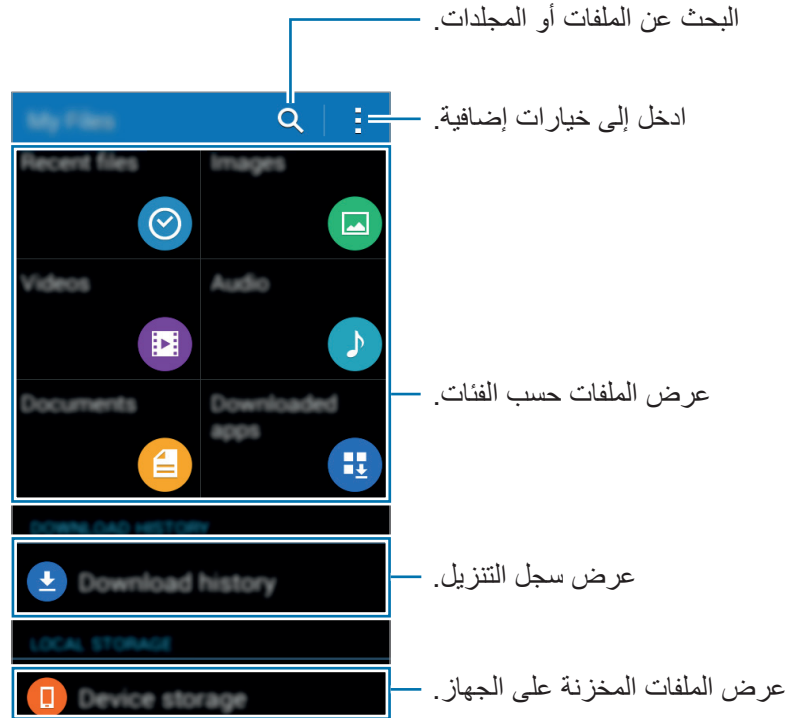 البحث عن الملفات أو المجلدات.
My Files
ادخل إلى خيارات إضافية.
Recent files
Images
Videos
Audio
عرض الملفات حسب الفئات.
Documents
Downloaded
apps
DOWNLOAD HISTORY
Download history
عرض سجل التنزيل.
LOCAL STORAGE
Device storage
عرض الملفات المخزنة على الجهاز.